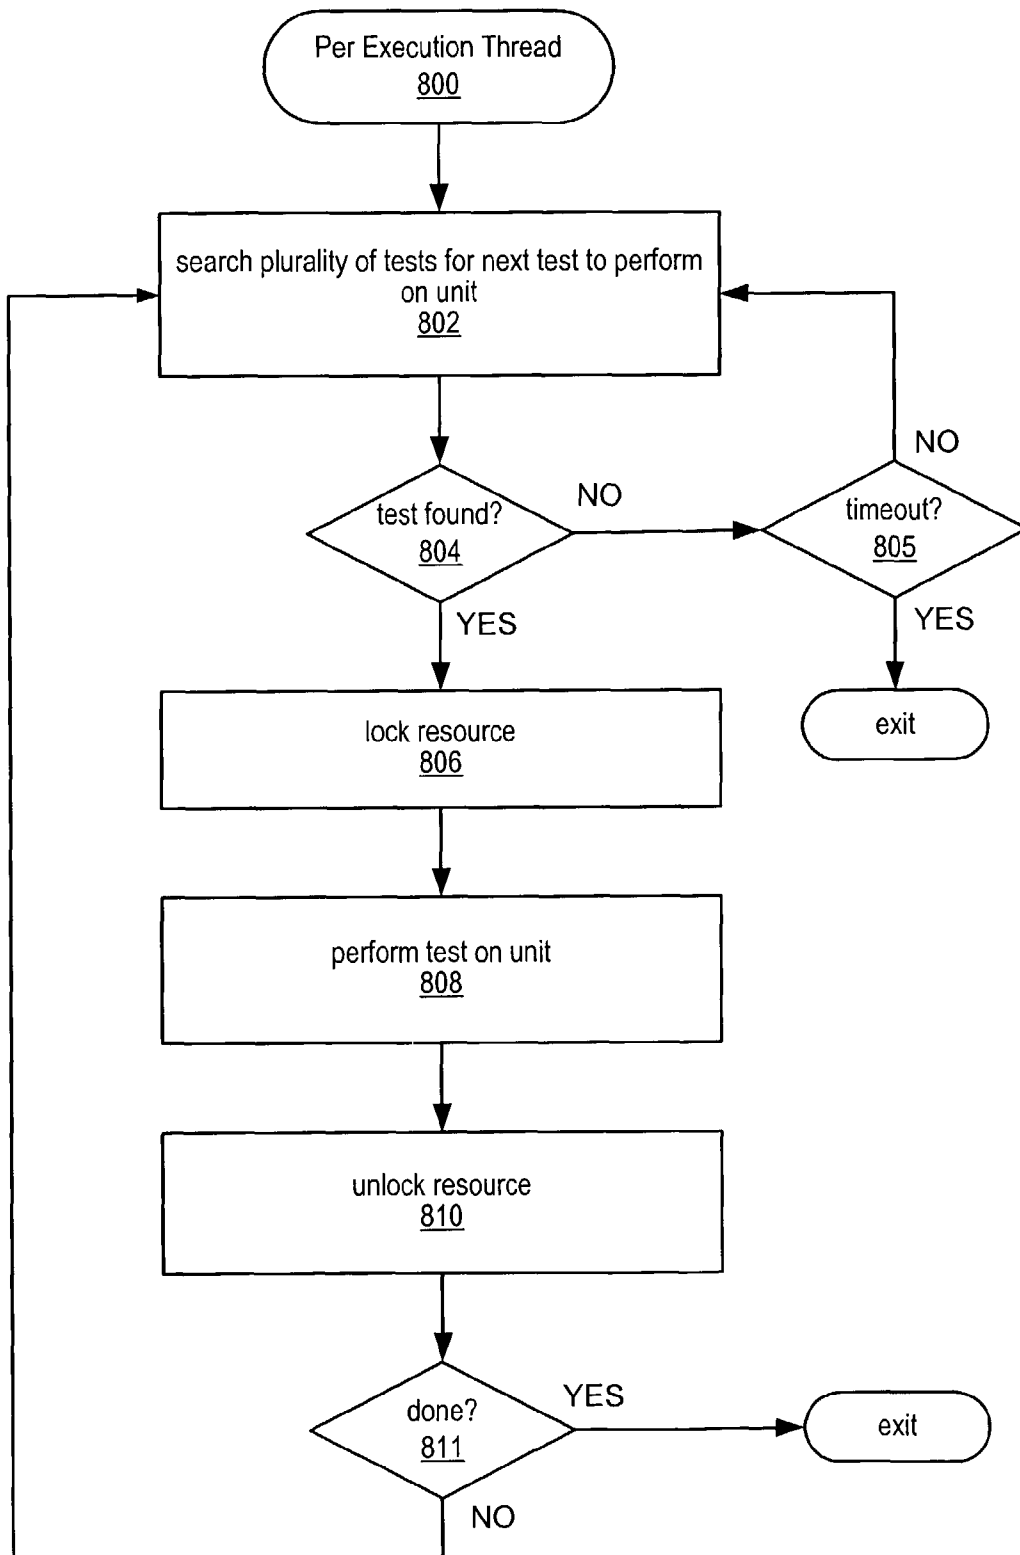 Per Execution Thread
800
search plurality of tests for next test to perform
on unit
802
NO
test found?
804
NO
timeout?
805
YES
YES
lock resource
806
exit
perform test on unit
808
unlock resource
810
done?
811
YES
exit
NO